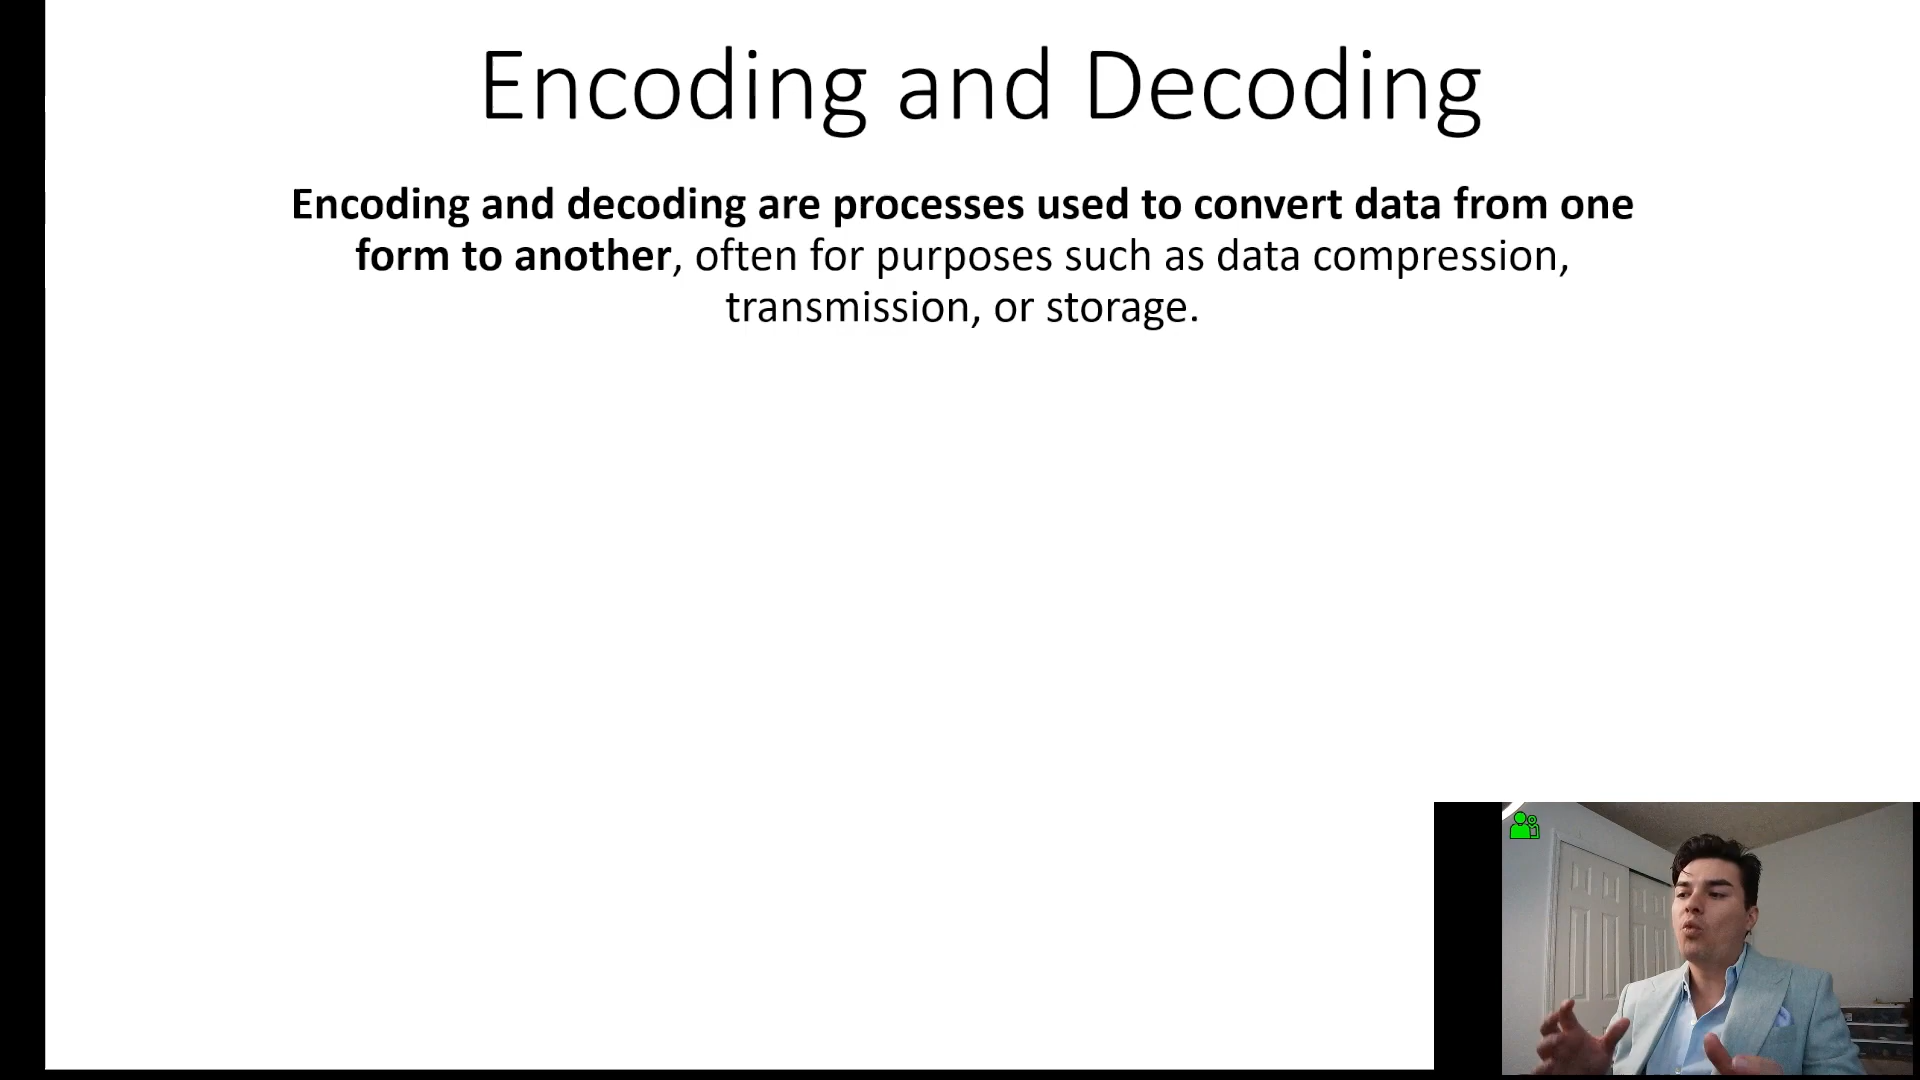 Encoding and Decoding
Encoding and decoding are processes used to convert data from one
form to another, often for purposes such as data compression,
transmission, or storage.